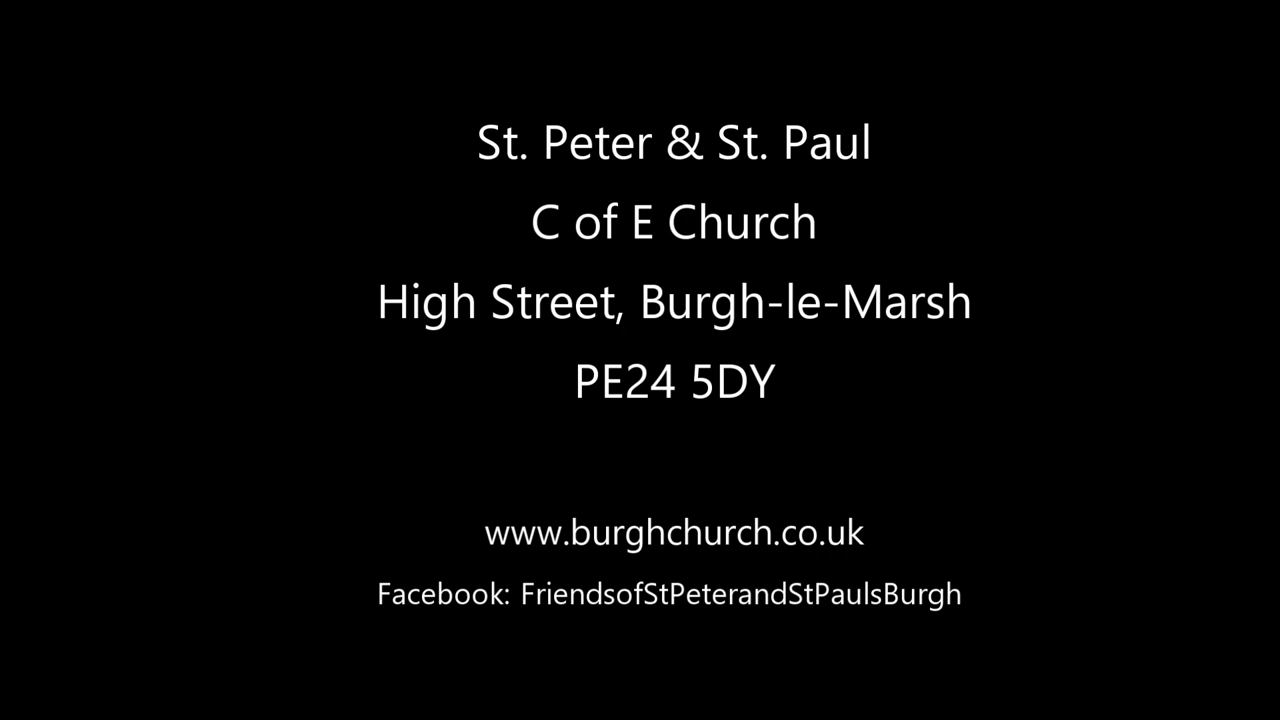 St. Peter & St. Paul
C of E Church
High Street, Burgh-le-Marsh
PE24 5DY
www.burghchurch.co.uk
Facebook: FriendsofStPeterandStPaulsBurgh